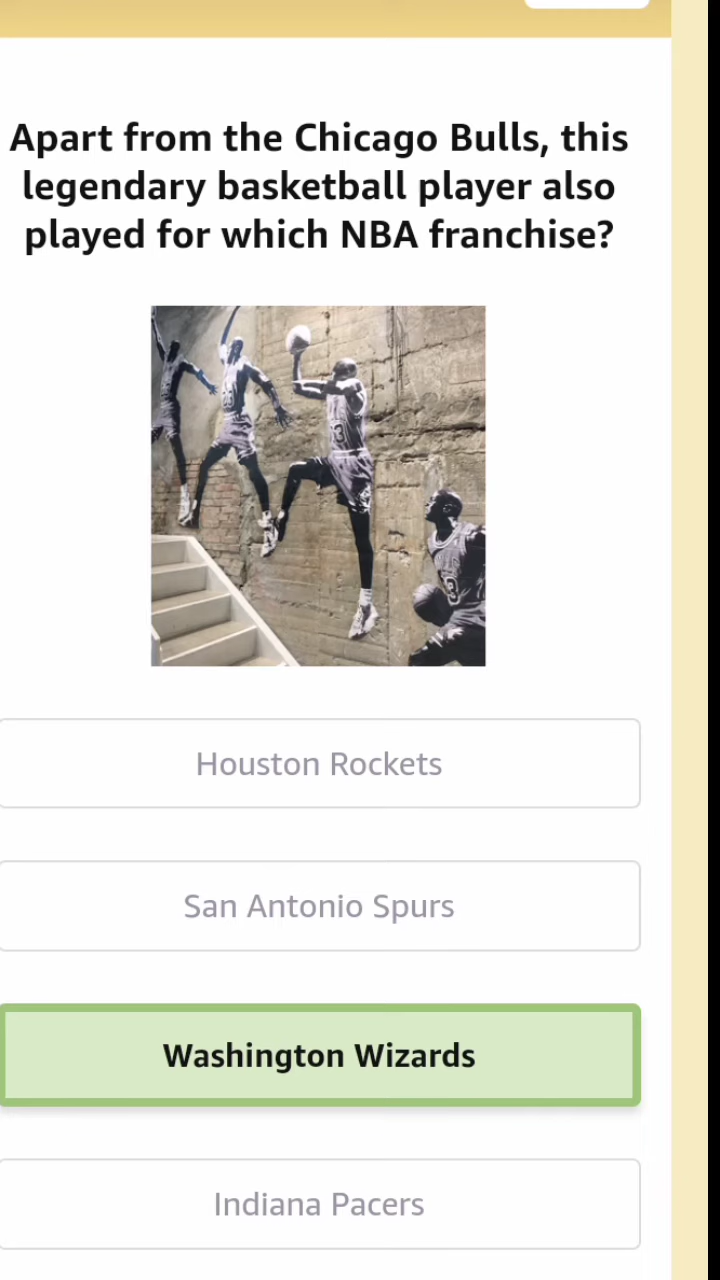 Apart from the Chicago Bulls, this
legendary basketball player also
played for which NBA franchise?
Houston Rockets
San Antonio Spurs
Washington Wizards
Indiana Pacers